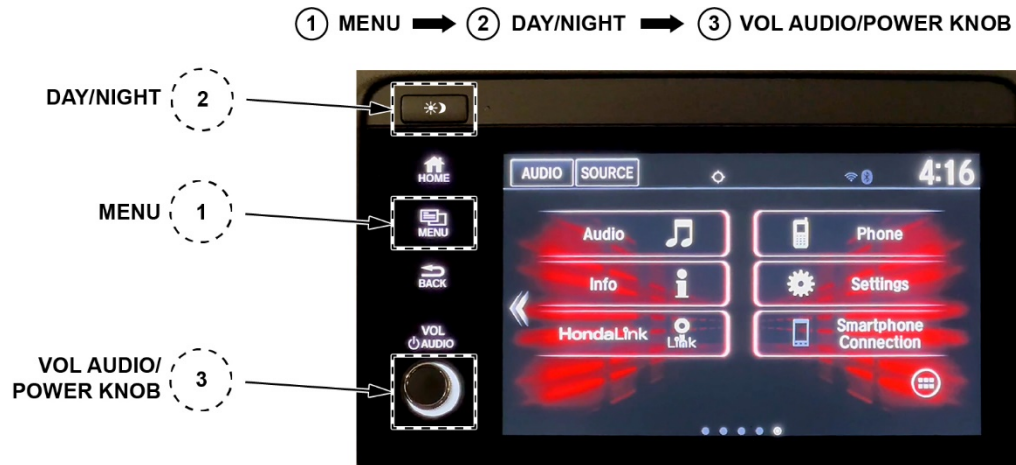 1 MENU ➡ 2 DAY/NIGHT ➡ 3 VOL AUDIO/POWER KNOB
DAY/NIGHT 2
HOME
AUDIO SOURCE 4:16
MENU 1
MENU
Audio Phone
BACK
Info Settings
VOL
AUDIO
HondaLink Link Smartphone
Connection
VOL AUDIO/
POWER KNOB 3